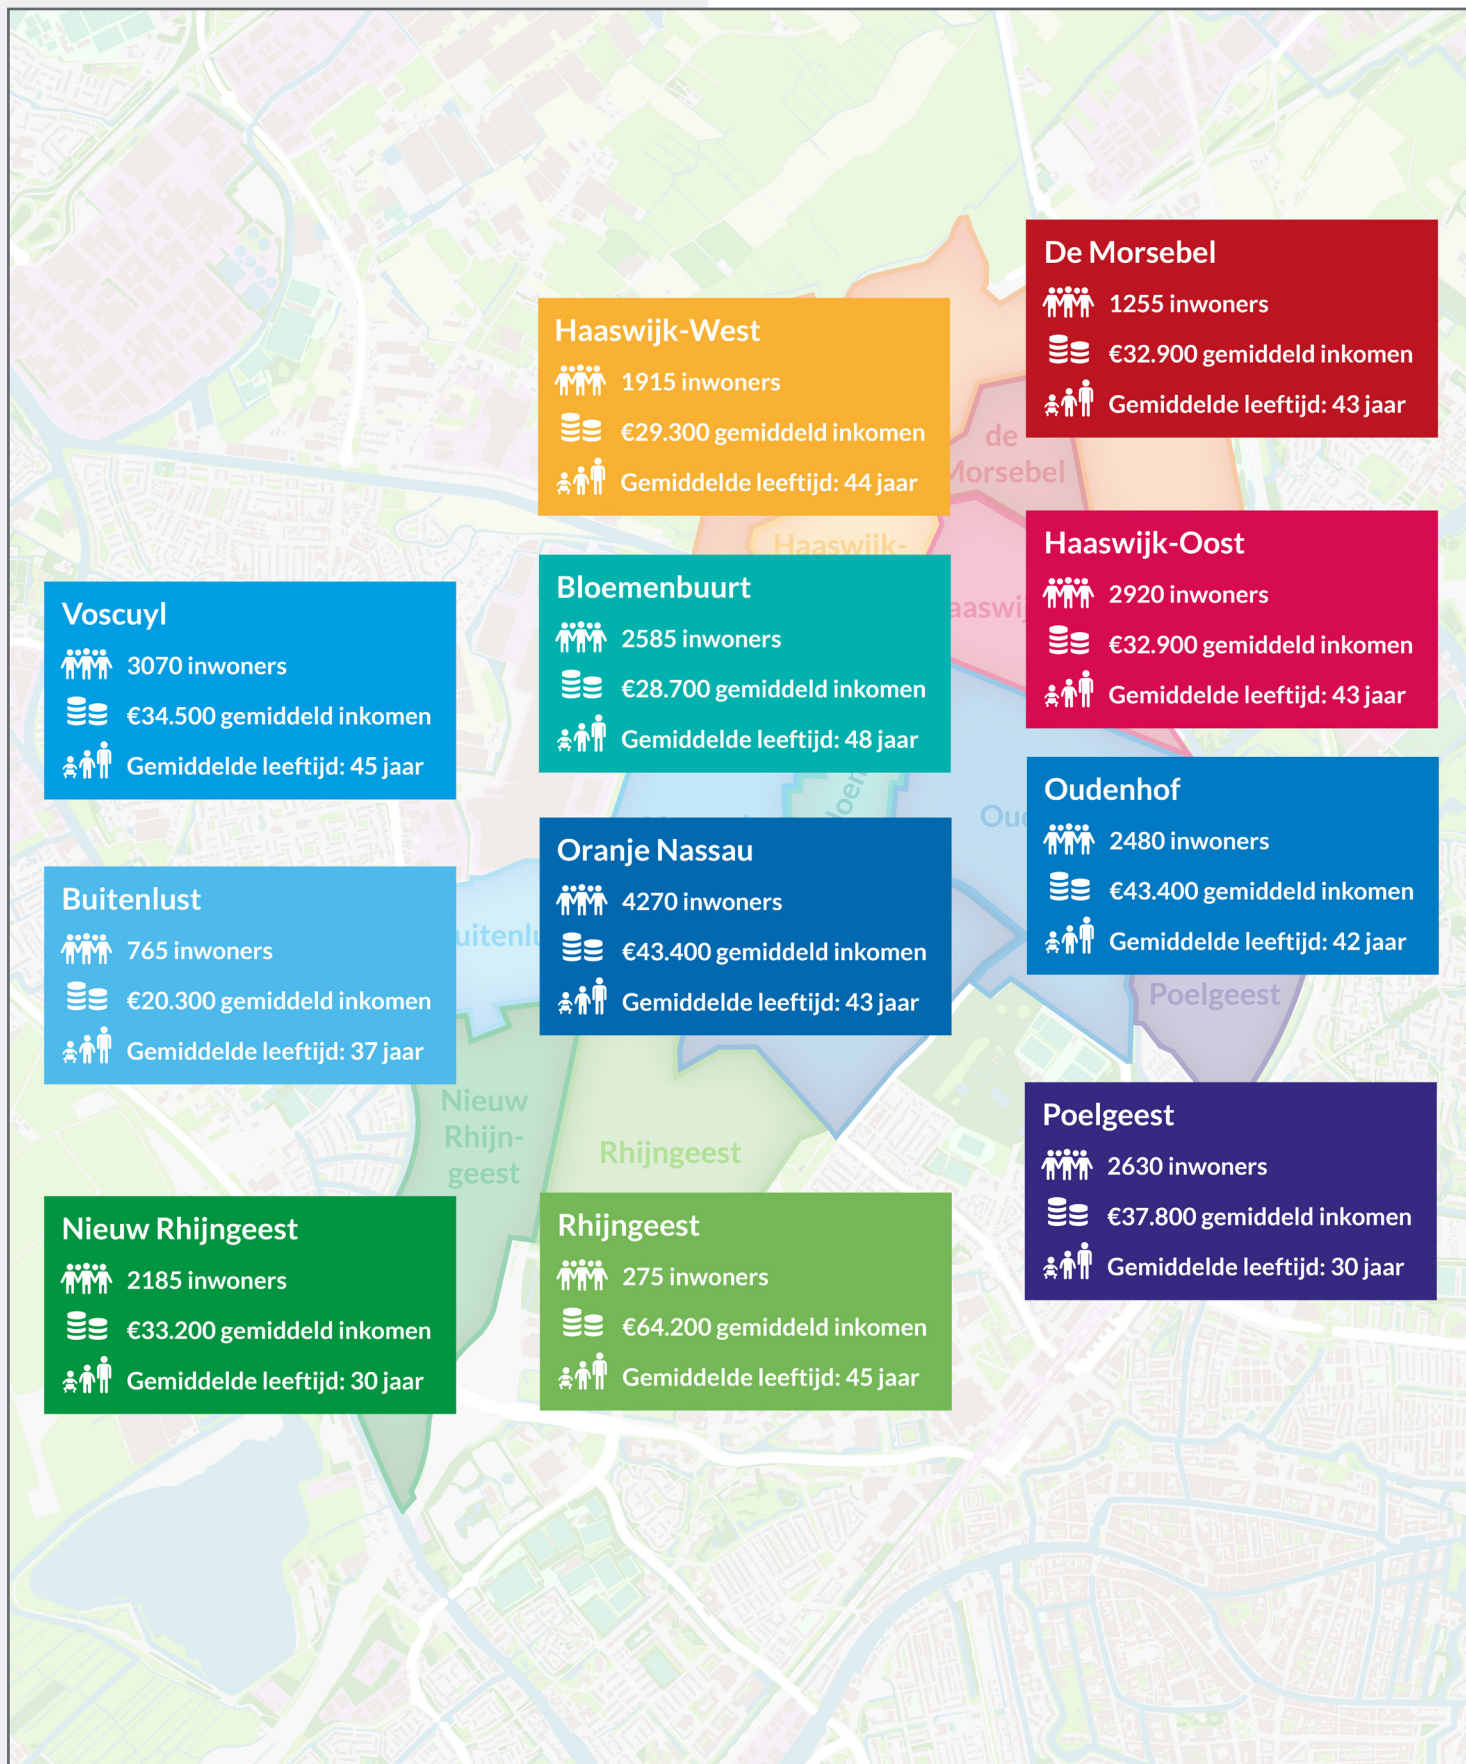 De Morsebel
1255 inwoners
€32.900 gemiddeld inkomen
Gemiddelde leeftijd: 43 jaar
Haaswijk-West
1915 inwoners
€29.300 gemiddeld inkomen
Gemiddelde leeftijd: 44 jaar
de
Morsebel
Haaswijk-
Haaswijk-Oost
2920 inwoners
€32.900 gemiddeld inkomen
Gemiddelde leeftijd: 43 jaar
Bloemenbuurt
2585 inwoners
€28.700 gemiddeld inkomen
Gemiddelde leeftijd: 48 jaar
Voscuyl
3070 inwoners
€34.500 gemiddeld inkomen
Gemiddelde leeftijd: 45 jaar
Oudenhof
2480 inwoners
€43.400 gemiddeld inkomen
Gemiddelde leeftijd: 42 jaar
Oranje Nassau
4270 inwoners
€43.400 gemiddeld inkomen
Gemiddelde leeftijd: 43 jaar
Buitenlust
765 inwoners
€20.300 gemiddeld inkomen
Gemiddelde leeftijd: 37 jaar
Poelgeest
Nieuw
Rhijn-
geest
Rhijngeest
Poelgeest
2630 inwoners
€37.800 gemiddeld inkomen
Gemiddelde leeftijd: 30 jaar
Nieuw Rhijngeest
2185 inwoners
€33.200 gemiddeld inkomen
Gemiddelde leeftijd: 30 jaar
Rhijngeest
275 inwoners
€64.200 gemiddeld inkomen
Gemiddelde leeftijd: 45 jaar